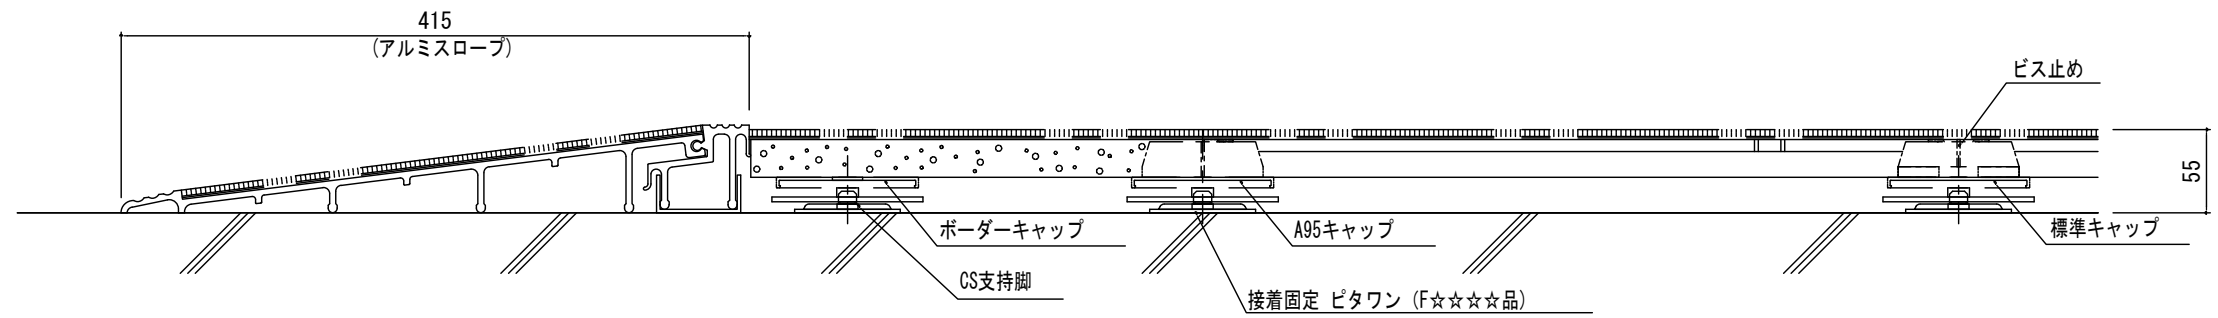 415
(アルミスロープ)
ビス止め
55
ボーダーキャップ
A95キャップ
標準キャップ
CS支持脚
接着固定 ピタワン (F☆☆☆☆品)